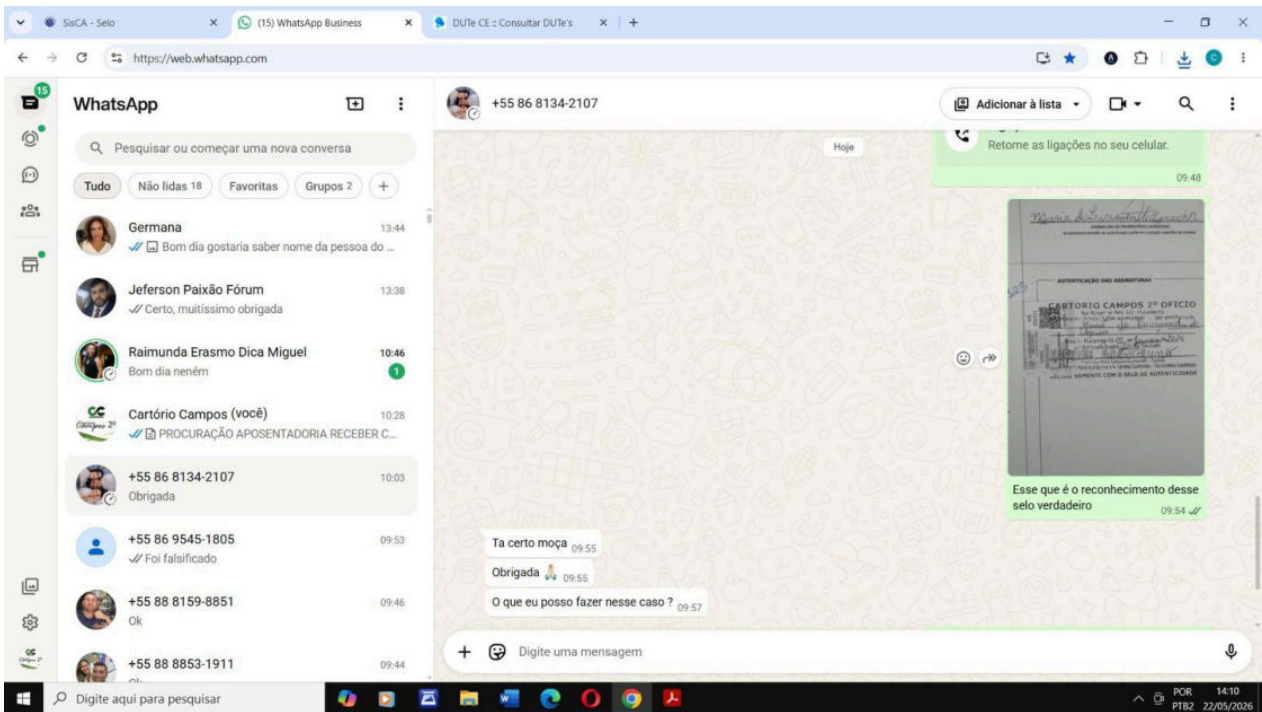 SisCA - Selo
(15) WhatsApp Business
DUTe CE :: Consultar DUTe's
https://web.whatsapp.com
15
WhatsApp
Pesquisar ou começar uma nova conversa
Tudo
Não lidas 18
Favoritas
Grupos 2
Germana 13:44
Bom dia gostaria saber nome da pessoa do ...
Jeferson Paixão Fórum 13:38
Certo, muitíssimo obrigada
Raimunda Erasmo Dica Miguel 10:46
Bom dia neném 1
Cartório Campos (você) 10:28
PROCURAÇÃO APOSENTADORIA RECEBER C...
+55 86 8134-2107 10:03
Obrigada
+55 86 9545-1805 09:53
Foi falsificado
+55 88 8159-8851 09:46
Ok
+55 88 8853-1911 09:44
+55 86 8134-2107
Adicionar à lista
Hoje
Retorne as ligações no seu celular.
09:48
AUTENTICAÇÃO DAS ASSINATURAS
CARTORIO CAMPOS 2º OFÍCIO
SOMENTE COM O SELO DE AUTENTICIDADE
Esse que é o reconhecimento desse
selo verdadeiro
09:54
Ta certo moça 09:55
Obrigada 09:55
O que eu posso fazer nesse caso ? 09:57
Digite uma mensagem
Digite aqui para pesquisar
POR
PTB2
14:10
22/05/2026